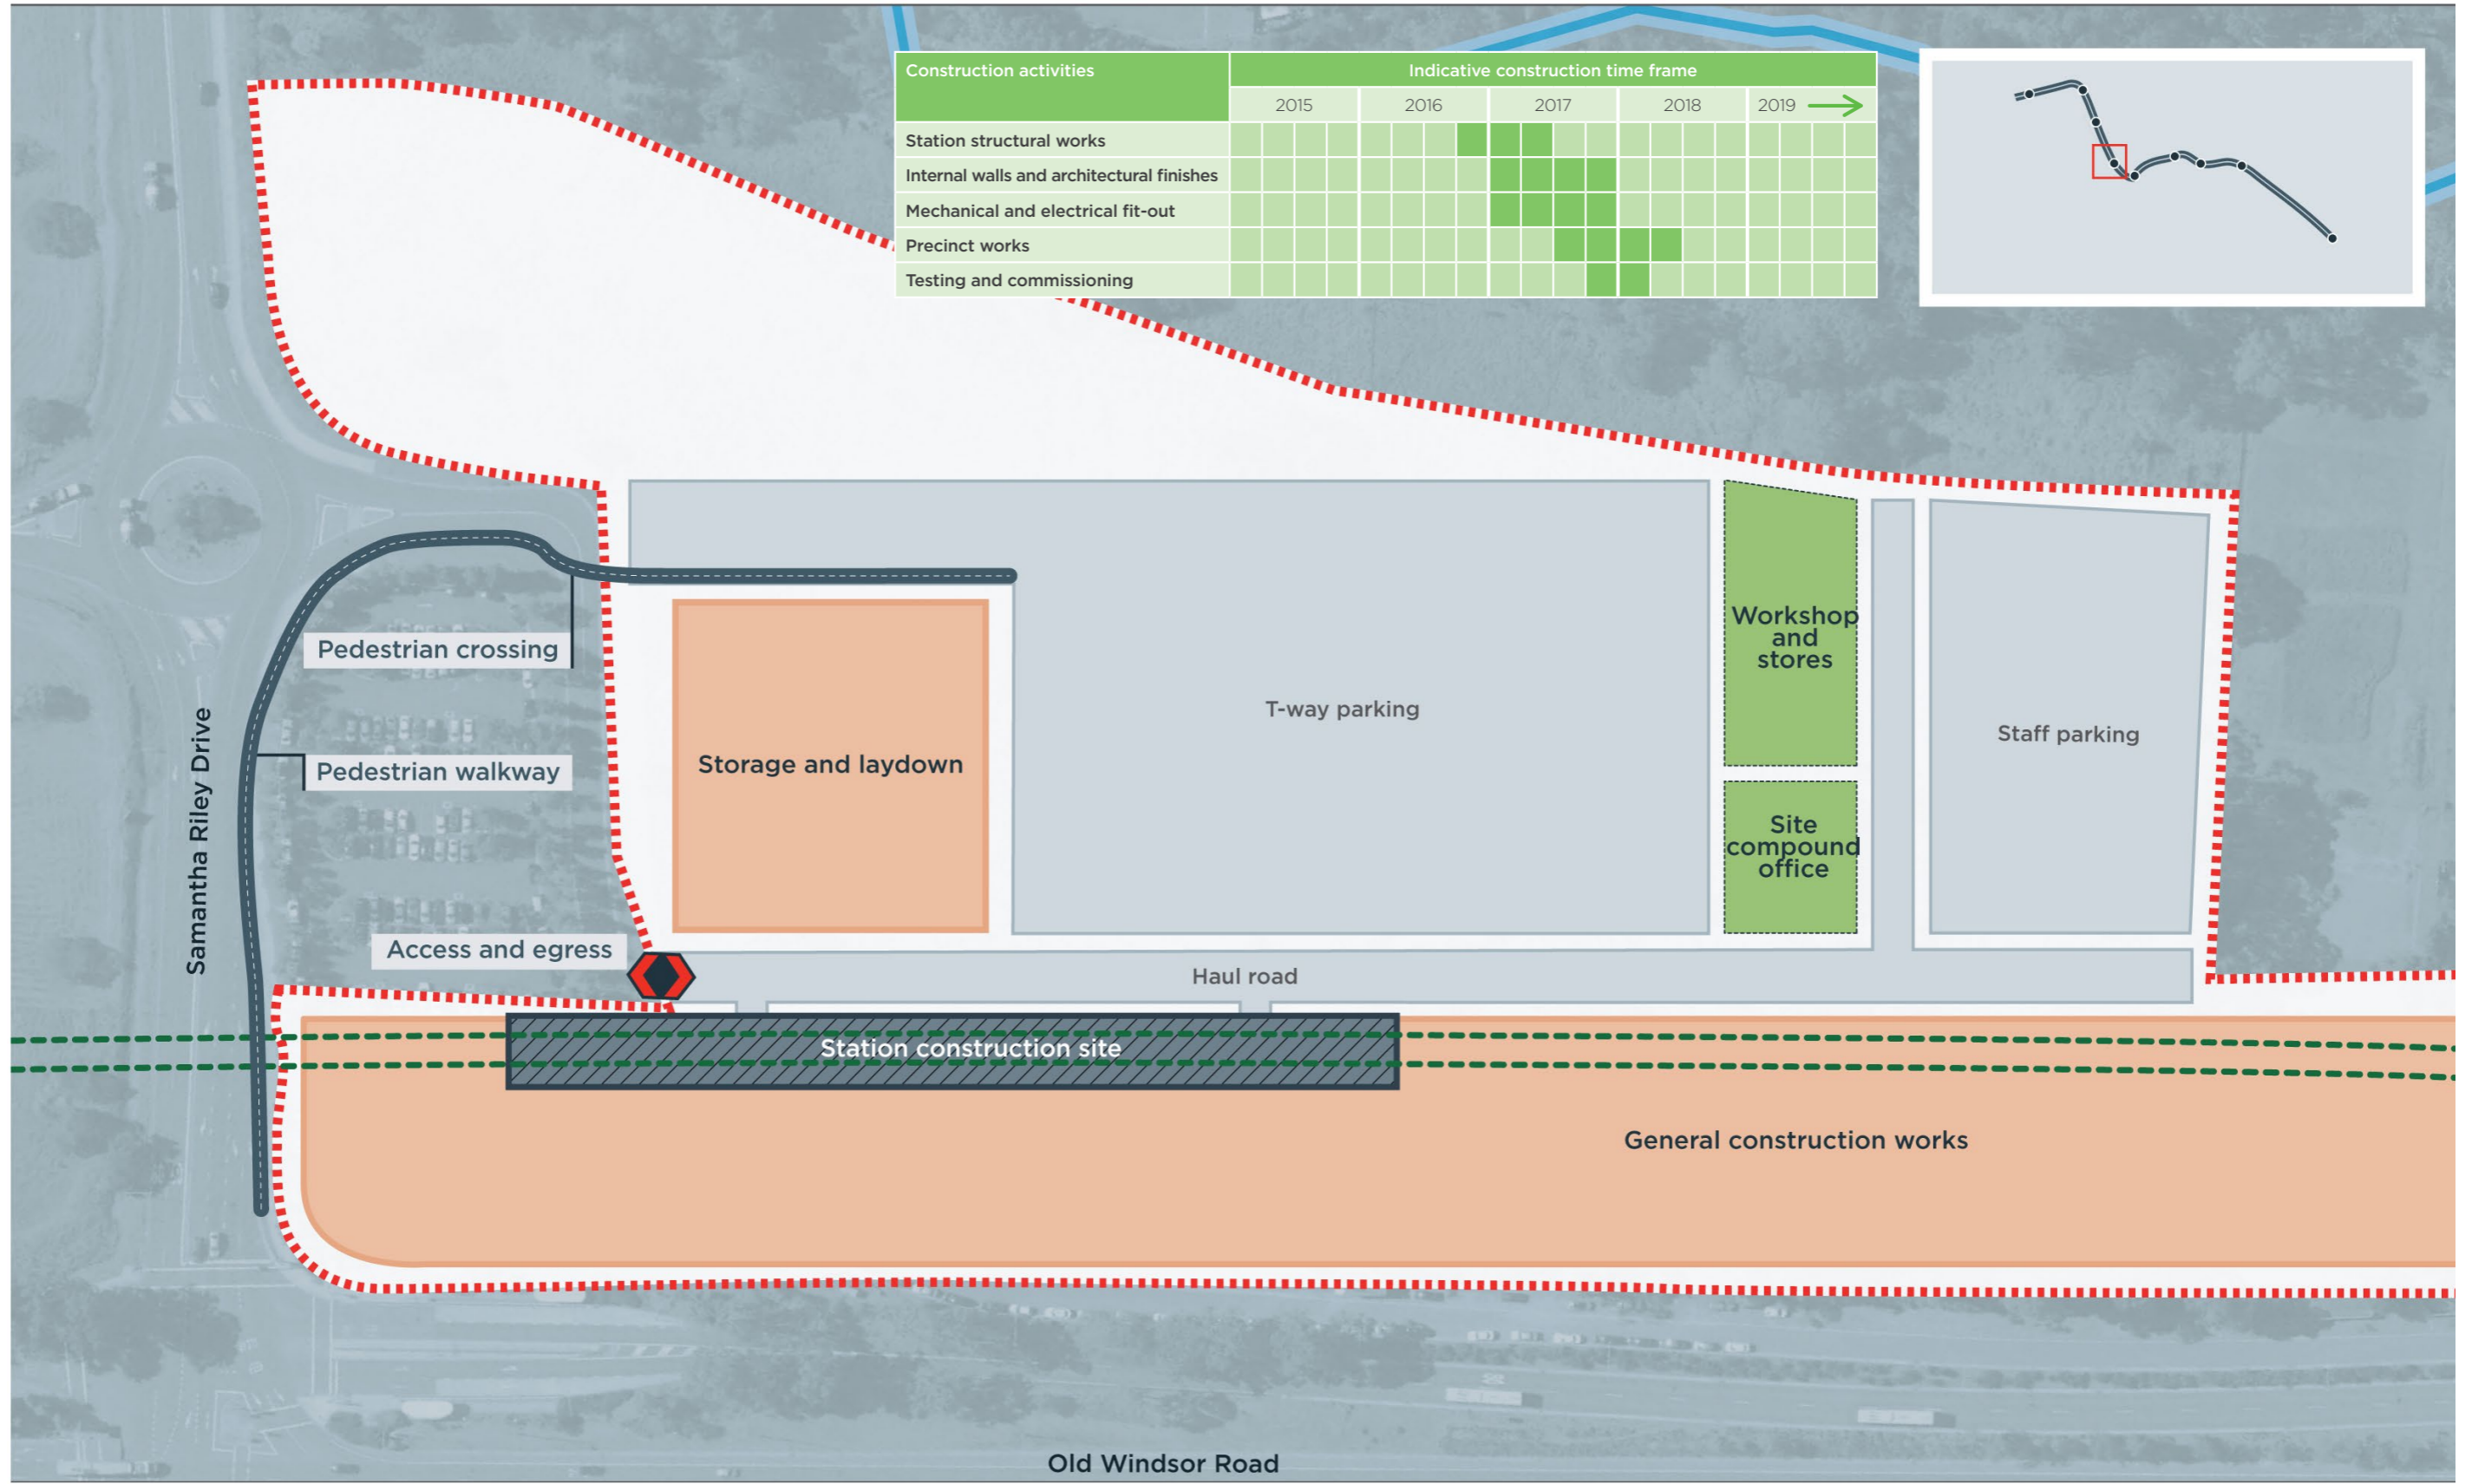 Construction activities
Indicative construction time frame
2015 2016 2017 2018 2019
Station structural works
Internal walls and architectural finishes
Mechanical and electrical fit-out
Precinct works
Testing and commissioning
Pedestrian crossing
Pedestrian walkway
Samantha Riley Drive
Storage and laydown
T-way parking
Workshop
and
stores
Site
compound
office
Staff parking
Access and egress
Haul road
Station construction site
General construction works
Old Windsor Road